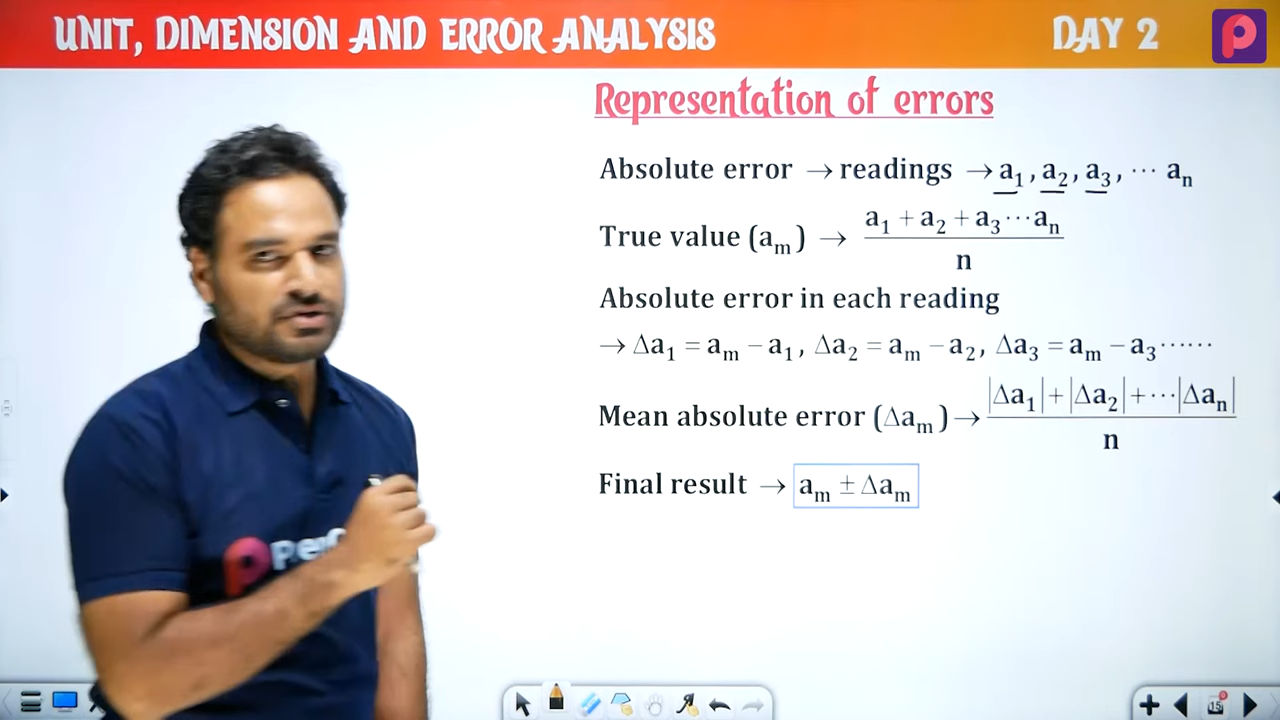 UNIT, DIMENSION AND ERROR ANALYSIS DAY 2
Representation of errors
Absolute error → readings → a₁, a₂, a₃, ⋯ aₙ
True value (aₘ) → (a₁ + a₂ + a₃⋯aₙ)/n
Absolute error in each reading
→ Δa₁ = aₘ − a₁, Δa₂ = aₘ − a₂, Δa₃ = aₘ − a₃⋯⋯
Mean absolute error (Δaₘ) → (|Δa₁| + |Δa₂| + ⋯|Δaₙ|)/n
Final result → aₘ ± Δaₘ
15